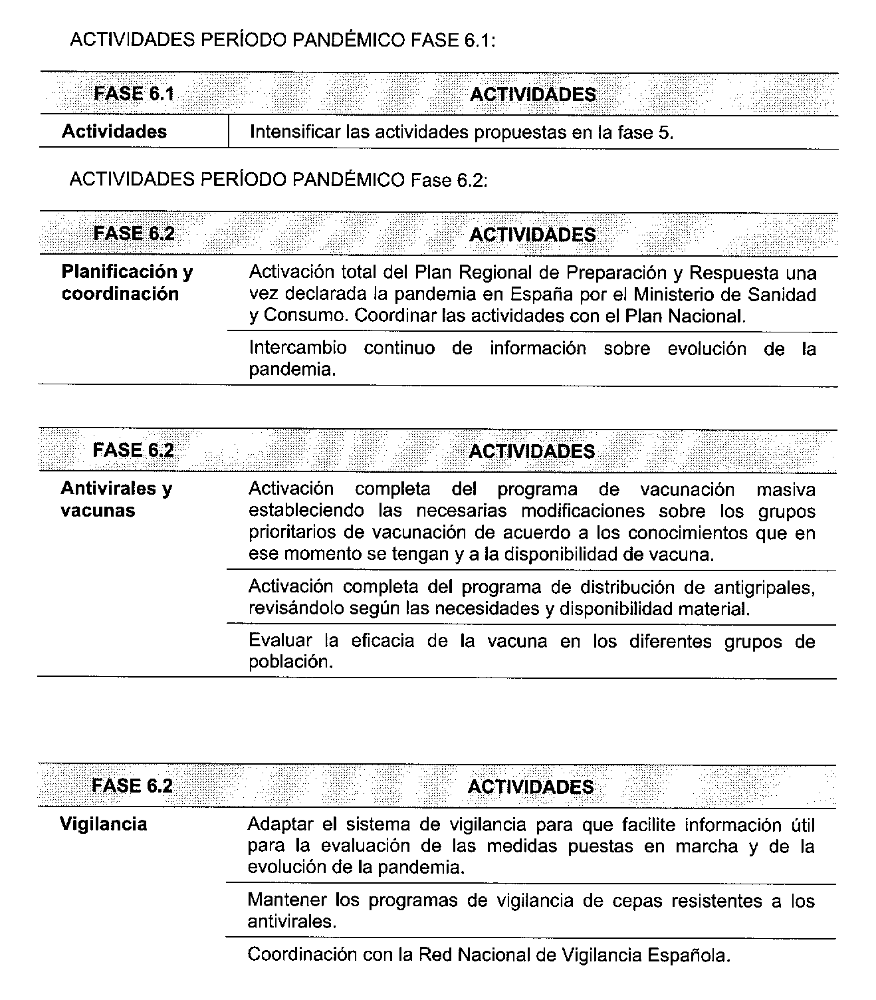 ACTIVIDADES PERÍODO PANDÉMICO FASE 6.1:
FASE 6.1 ACTIVIDADES
Actividades Intensificar las actividades propuestas en la fase 5.
ACTIVIDADES PERÍODO PANDÉMICO Fase 6.2:
FASE 6.2 ACTIVIDADES
Planificación y Activación total del Plan Regional de Preparación y Respuesta una
coordinación vez declarada la pandemia en España por el Ministerio de Sanidad
y Consumo. Coordinar las actividades con el Plan Nacional.
Intercambio continuo de información sobre evolución de la
pandemia.
FASE 6.2 ACTIVIDADES
Antivirales y Activación completa del programa de vacunación masiva
vacunas estableciendo las necesarias modificaciones sobre los grupos
prioritarios de vacunación de acuerdo a los conocimientos que en
ese momento se tengan y a la disponibilidad de vacuna.
Activación completa del programa de distribución de antigripales,
revisándolo según las necesidades y disponibilidad material.
Evaluar la eficacia de la vacuna en los diferentes grupos de
población.
FASE 6.2 ACTIVIDADES
Vigilancia Adaptar el sistema de vigilancia para que facilite información útil
para la evaluación de las medidas puestas en marcha y de la
evolución de la pandemia.
Mantener los programas de vigilancia de cepas resistentes a los
antivirales.
Coordinación con la Red Nacional de Vigilancia Española.